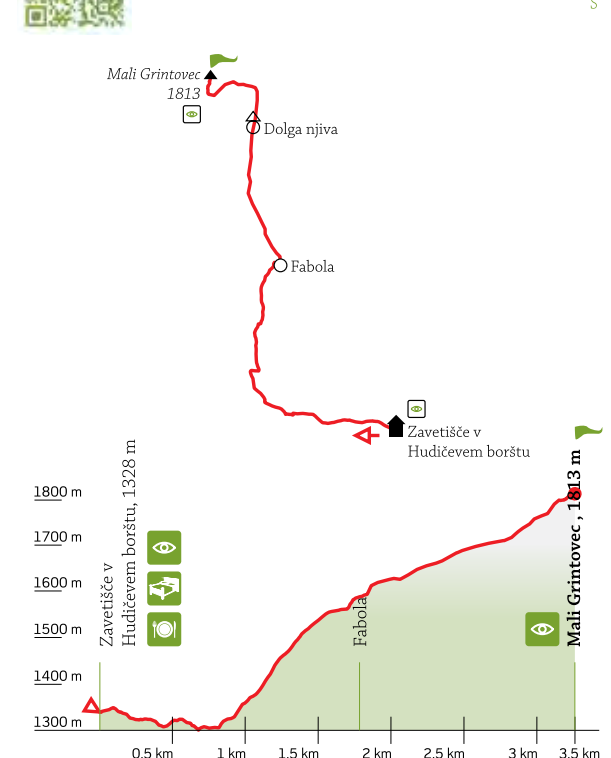 S
Mali Grintovec
1813
Dolga njiva
Fabola
Zavetišče v
Hudičevem borštu
1800 m
1700 m
1600 m
1500 m
1400 m
1300 m
Zavetišče v
Hudičevem borštu, 1328 m
Fabola
Mali Grintovec , 1813 m
0.5 km
1 km
1.5 km
2 km
2.5 km
3 km
3.5 km